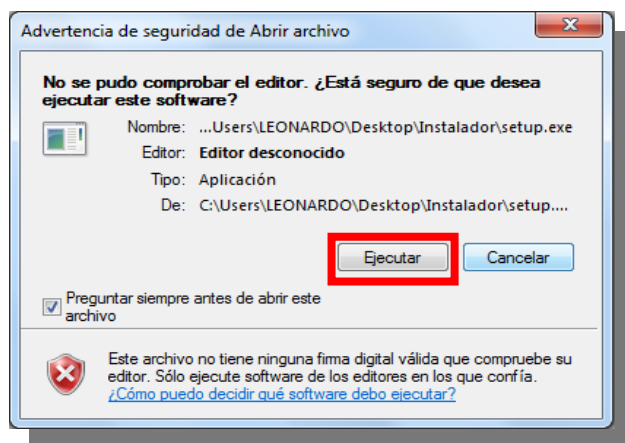 Advertencia de seguridad de Abrir archivo
No se pudo comprobar el editor. ¿Está seguro de que desea
ejecutar este software?
Nombre: ...Users\LEONARDO\Desktop\Instalador\setup.exe
Editor: Editor desconocido
Tipo: Aplicación
De: C:\Users\LEONARDO\Desktop\Instalador\setup....
Ejecutar Cancelar
Preguntar siempre antes de abrir este
archivo
Este archivo no tiene ninguna firma digital válida que compruebe su
editor. Sólo ejecute software de los editores en los que confía.
¿Cómo puedo decidir qué software debo ejecutar?